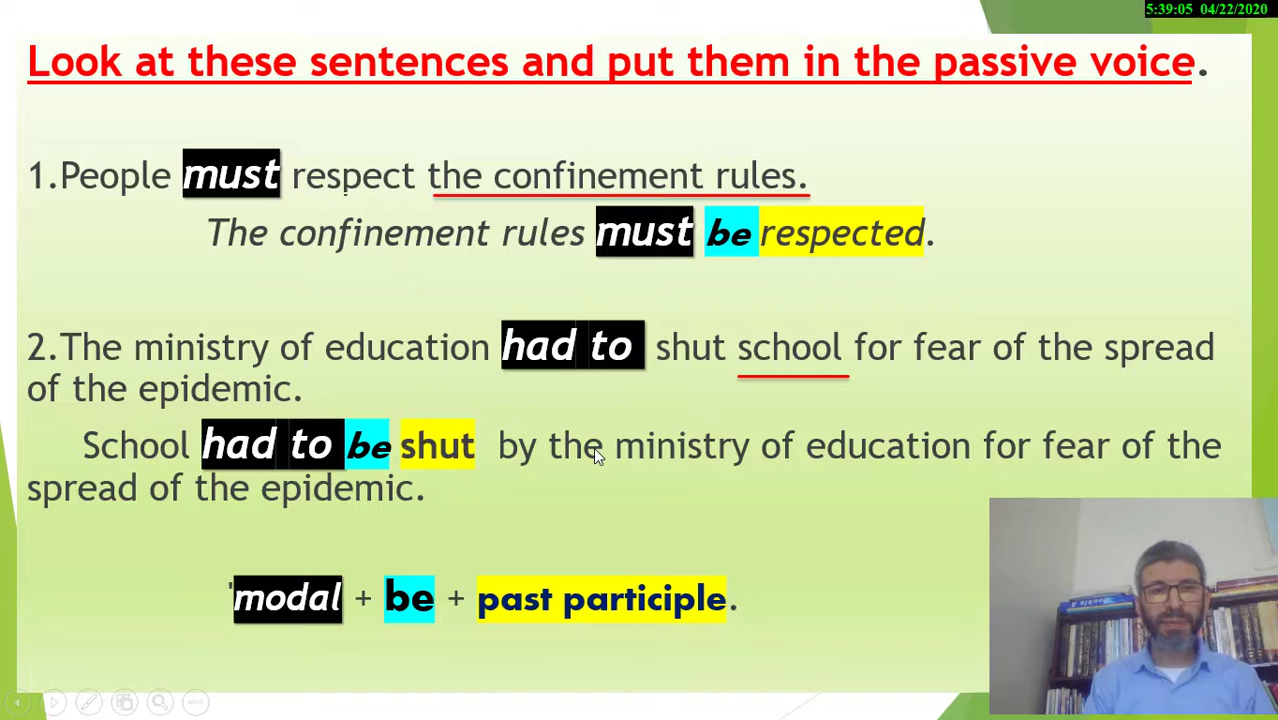 5:39:05 04/22/2020
Look at these sentences and put them in the passive voice.
1.People must respect the confinement rules.
The confinement rules must be respected.
2.The ministry of education had to shut school for fear of the spread
of the epidemic.
School had to be shut by the ministry of education for fear of the
spread of the epidemic.
modal + be + past participle.